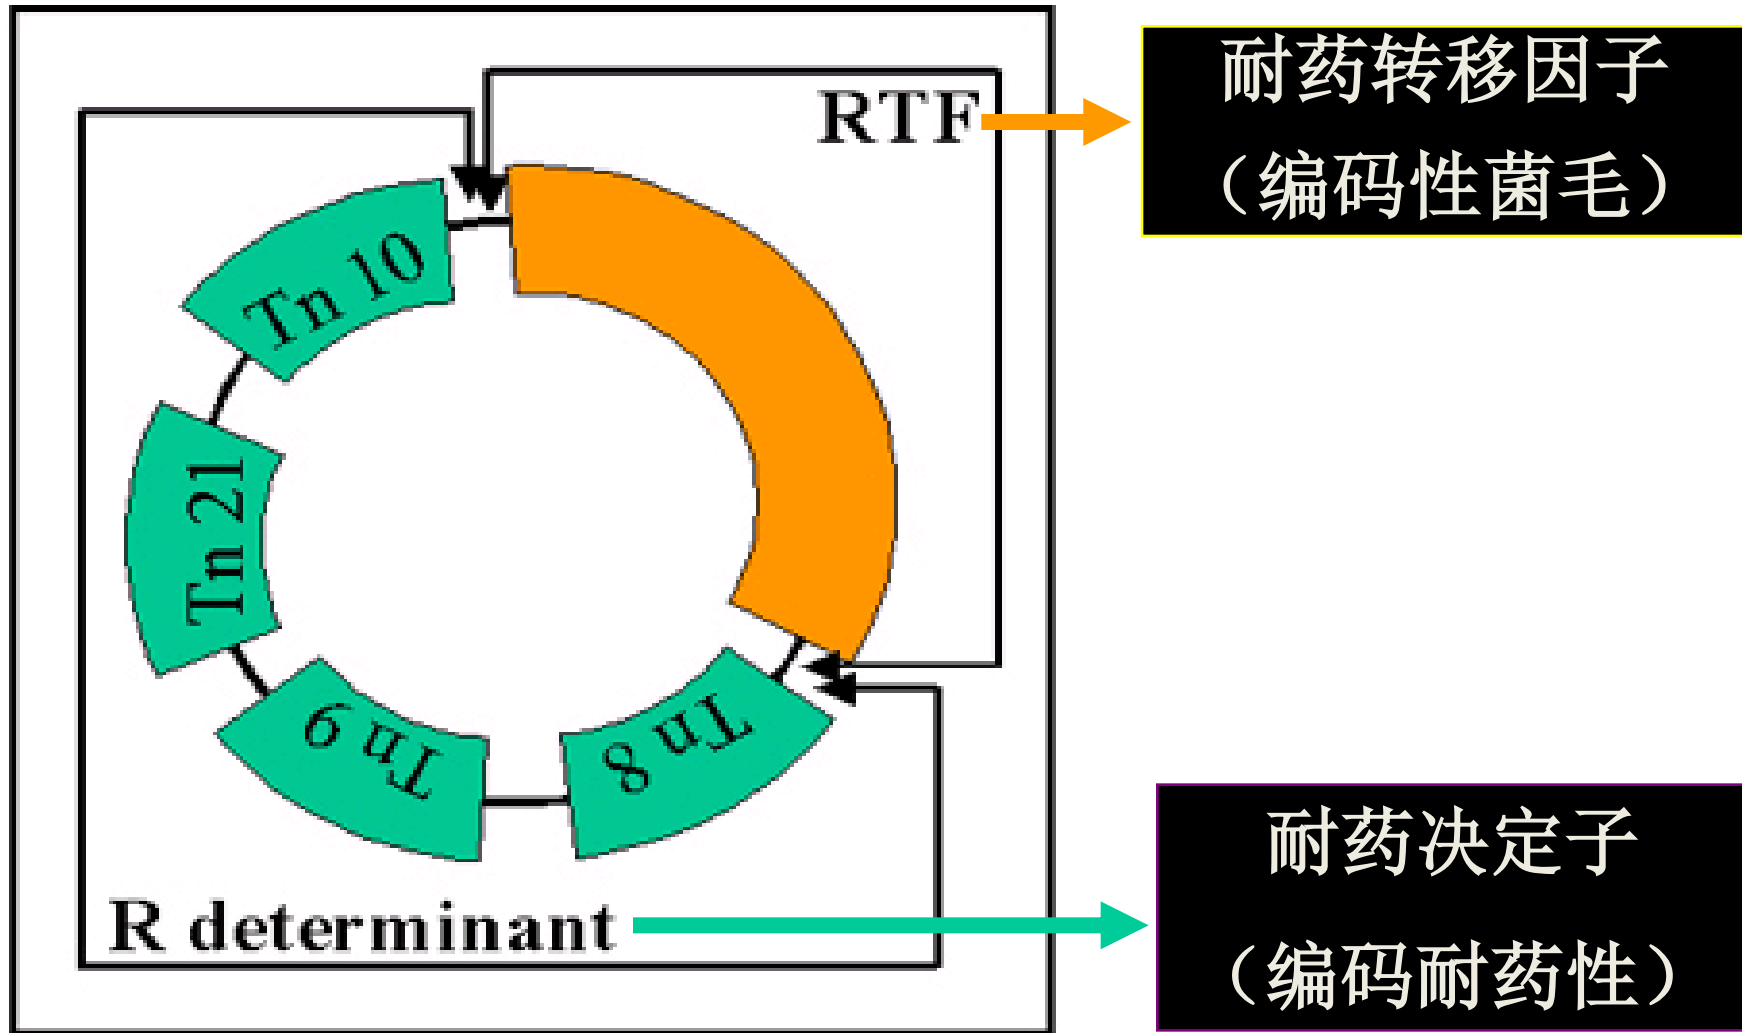 RTF
耐药转移因子
（编码性菌毛）
Tn 10
Tn 21
Tn 9
Tn 8
R determinant
耐药决定子
（编码耐药性）